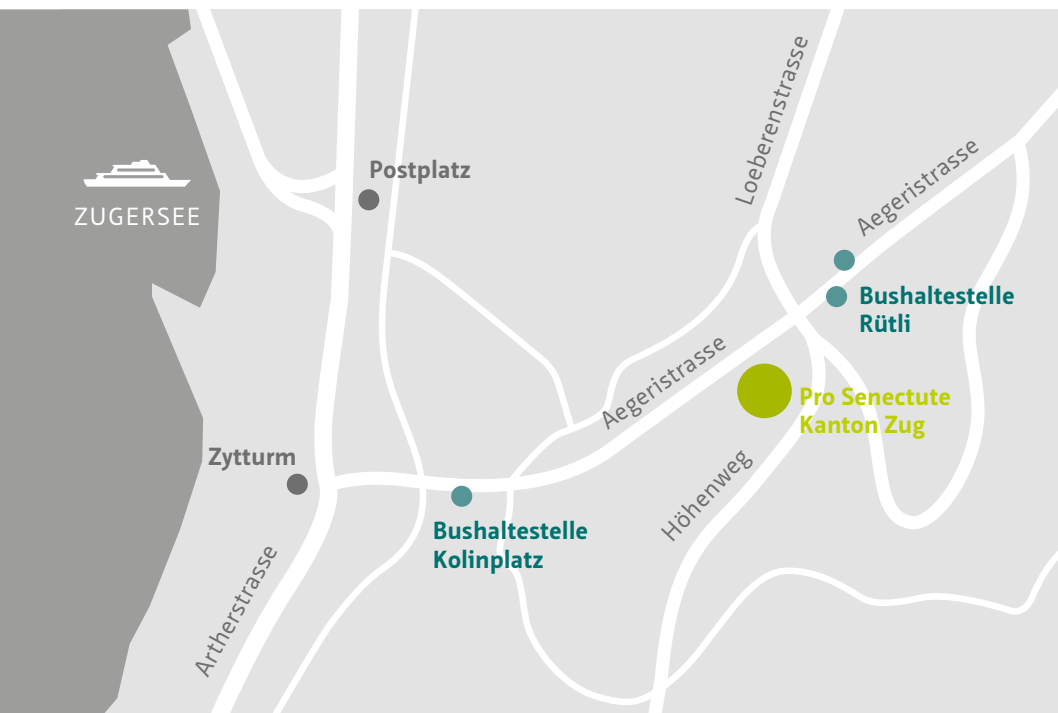 Loeberenstrasse
Aegeristrasse
Postplatz
ZUGERSEE
Bushaltestelle
Rütli
Aegeristrasse
Pro Senectute
Kanton Zug
Zytturm
Höhenweg
Bushaltestelle
Kolinplatz
Artherstrasse